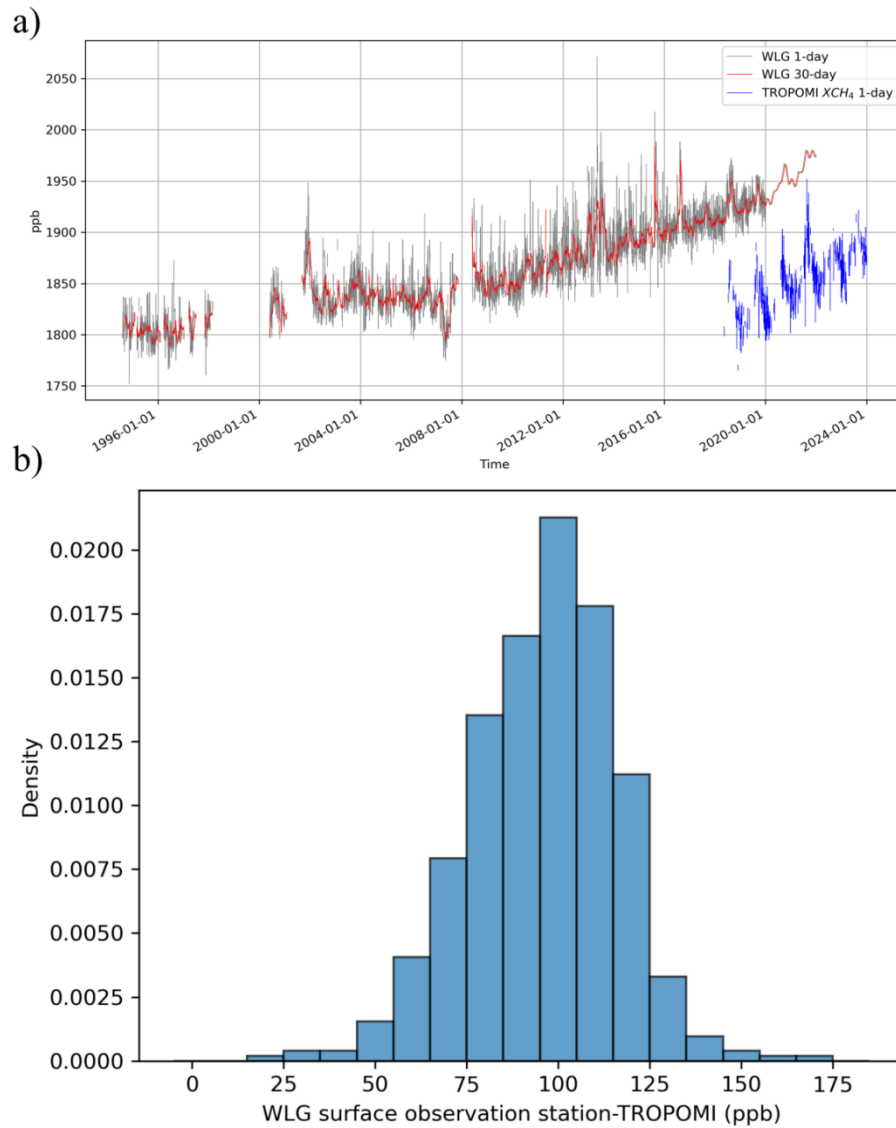 a)
WLG 1-day
WLG 30-day
TROPOMI XCH₄ 1-day
2050
2000
1950
1900
1850
1800
1750
ppb
1996-01-01
2000-01-01
2004-01-01
2008-01-01
2012-01-01
2016-01-01
2020-01-01
2024-01-01
Time
b)
0.0200
0.0175
0.0150
0.0125
0.0100
0.0075
0.0050
0.0025
0.0000
Density
0 25 50 75 100 125 150 175
WLG surface observation station-TROPOMI (ppb)